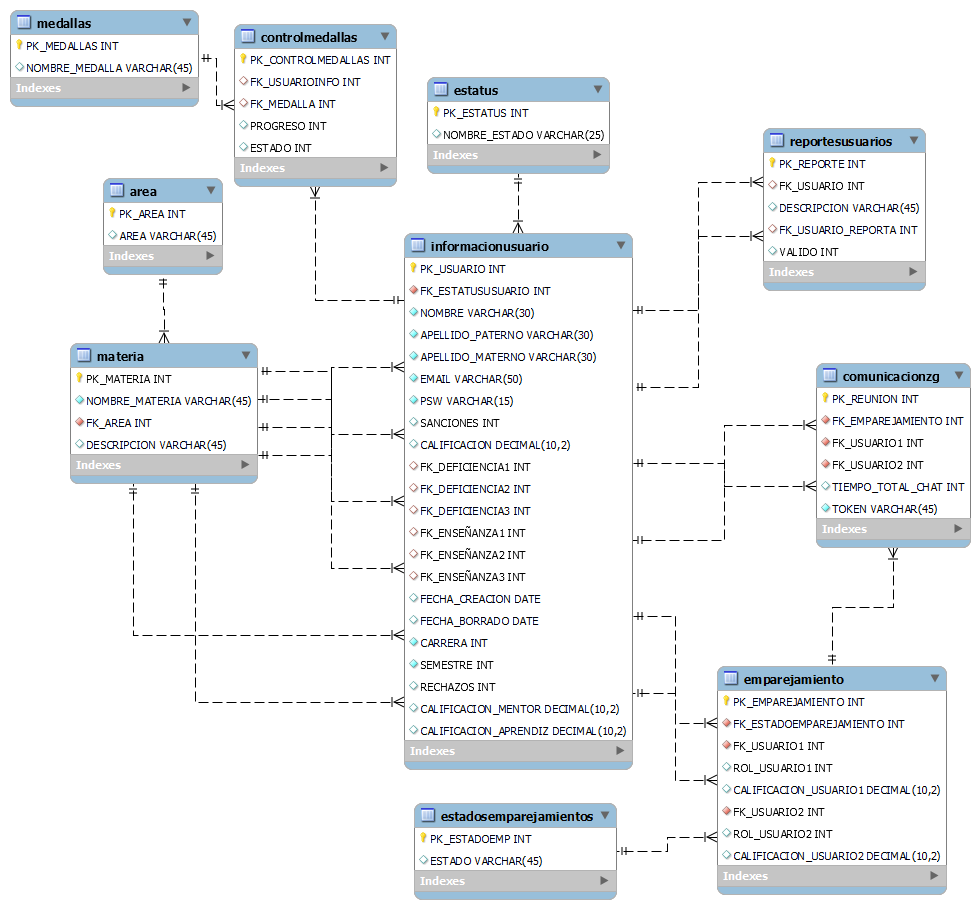 medallas
PK_MEDALLAS INT
NOMBRE_MEDALLA VARCHAR(45)
Indexes
controlmedallas
PK_CONTROLMEDALLAS INT
FK_USUARIOINFO INT
FK_MEDALLA INT
PROGRESO INT
ESTADO INT
Indexes
estatus
PK_ESTATUS INT
NOMBRE_ESTADO VARCHAR(25)
Indexes
reportesusuarios
PK_REPORTE INT
FK_USUARIO INT
DESCRIPCION VARCHAR(45)
FK_USUARIO_REPORTA INT
VALIDO INT
Indexes
area
PK_AREA INT
AREA VARCHAR(45)
Indexes
informacionusuario
PK_USUARIO INT
FK_ESTATUSUSUARIO INT
NOMBRE VARCHAR(30)
APELLIDO_PATERNO VARCHAR(30)
APELLIDO_MATERNO VARCHAR(30)
EMAIL VARCHAR(50)
PSW VARCHAR(15)
SANCIONES INT
CALIFICACION DECIMAL(10,2)
FK_DEFICIENCIA1 INT
FK_DEFICIENCIA2 INT
FK_DEFICIENCIA3 INT
FK_ENSEÑANZA1 INT
FK_ENSEÑANZA2 INT
FK_ENSEÑANZA3 INT
FECHA_CREACION DATE
FECHA_BORRADO DATE
CARRERA INT
SEMESTRE INT
RECHAZOS INT
CALIFICACION_MENTOR DECIMAL(10,2)
CALIFICACION_APRENDIZ DECIMAL(10,2)
Indexes
materia
PK_MATERIA INT
NOMBRE_MATERIA VARCHAR(45)
FK_AREA INT
DESCRIPCION VARCHAR(45)
Indexes
comunicacionzg
PK_REUNION INT
FK_EMPAREJAMIENTO INT
FK_USUARIO1 INT
FK_USUARIO2 INT
TIEMPO_TOTAL_CHAT INT
TOKEN VARCHAR(45)
Indexes
emparejamiento
PK_EMPAREJAMIENTO INT
FK_ESTADOEMPAREJAMIENTO INT
FK_USUARIO1 INT
ROL_USUARIO1 INT
CALIFICACION_USUARIO1 DECIMAL(10,2)
FK_USUARIO2 INT
ROL_USUARIO2 INT
CALIFICACION_USUARIO2 DECIMAL(10,2)
Indexes
estadosemparejamientos
PK_ESTADOEMP INT
ESTADO VARCHAR(45)
Indexes